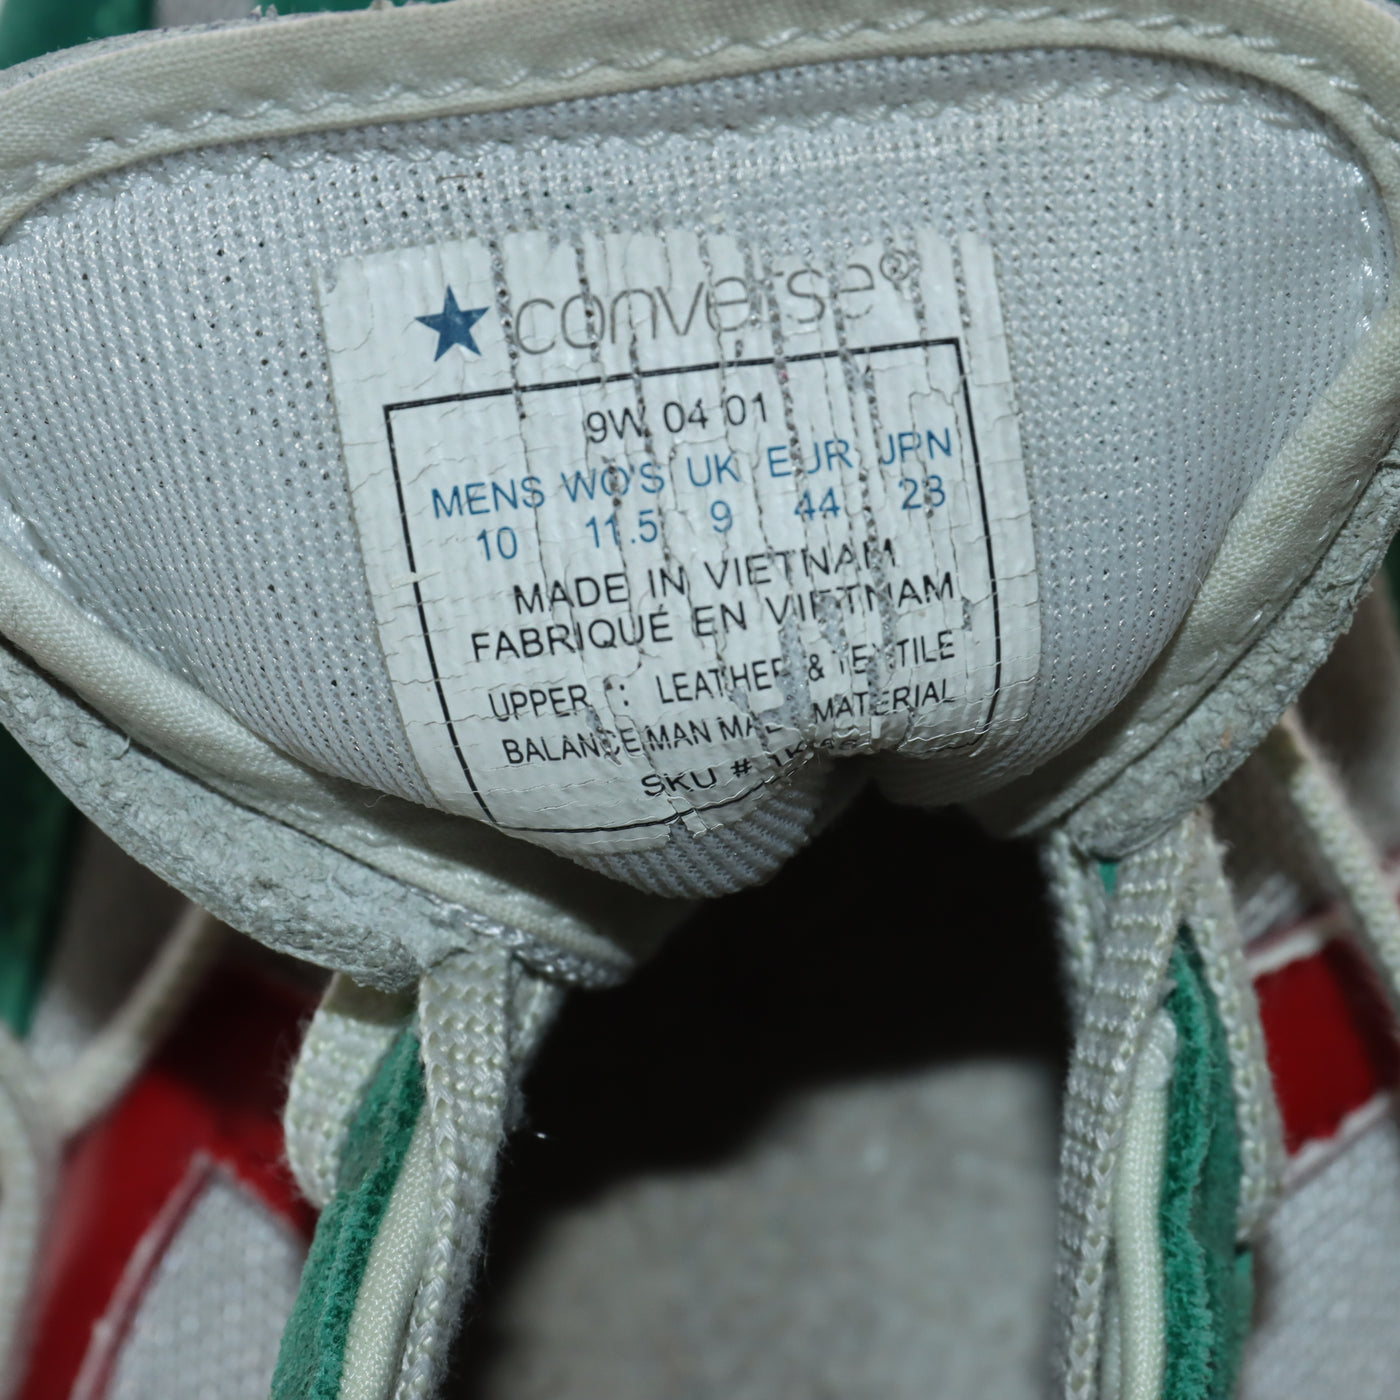 converse®
9W 04 01
MENS WO'S UK EUR JPN
10 11.5 9 44 28
MADE IN VIETNAM
FABRIQUÉ EN VIETNAM
UPPER : LEATHER & TEXTILE
BALANCE MAN MADE MATERIAL
SKU #